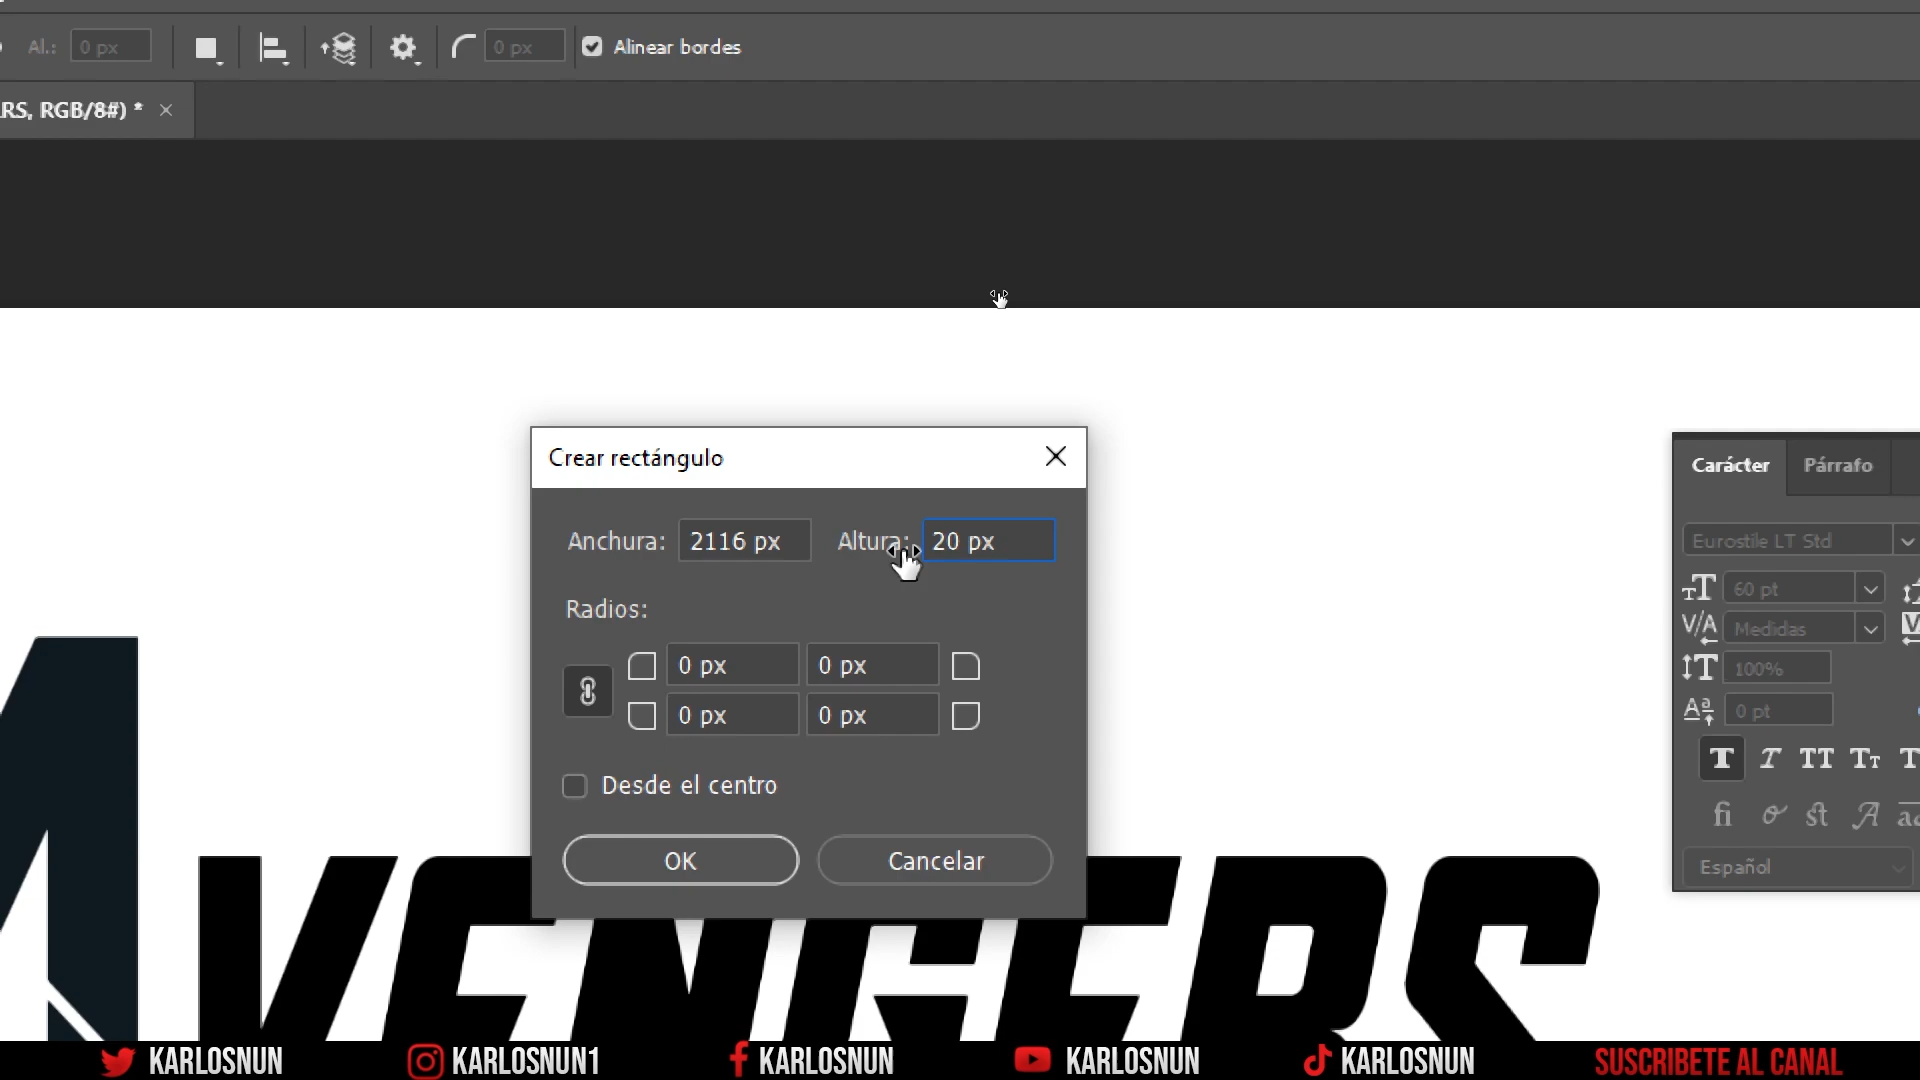 Al.: 0 px 0 px Alinear bordes
RS, RGB/8#) *
Crear rectángulo
Anchura: 2116 px Altura: 20 px
Radios:
0 px 0 px
0 px 0 px
Desde el centro
OK Cancelar
Carácter Párrafo
Eurostile LT Std
60 pt
V/A Medidas
100%
0 pt
Español
AVENGERS
KARLOSNUN KARLOSNUN1 KARLOSNUN KARLOSNUN KARLOSNUN SUSCRIBETE AL CANAL